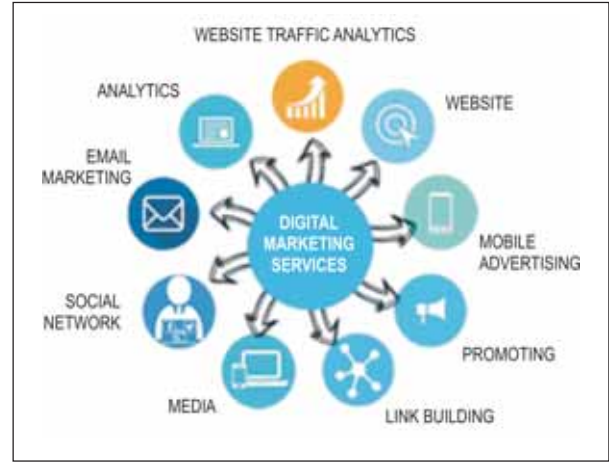 WEBSITE TRAFFIC ANALYTICS
ANALYTICS
WEBSITE
EMAIL
MARKETING
DIGITAL
MARKETING
SERVICES
MOBILE
ADVERTISING
SOCIAL
NETWORK
PROMOTING
MEDIA
LINK BUILDING